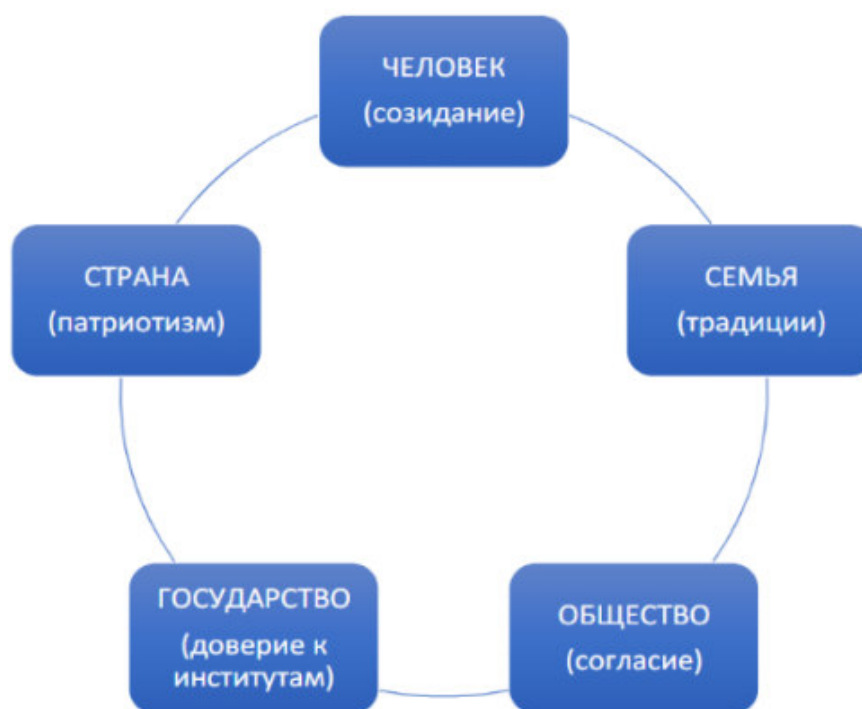 ЧЕЛОВЕК
(созидание)
СТРАНА
(патриотизм)
СЕМЬЯ
(традиции)
ГОСУДАРСТВО
(доверие к
институтам)
ОБЩЕСТВО
(согласие)